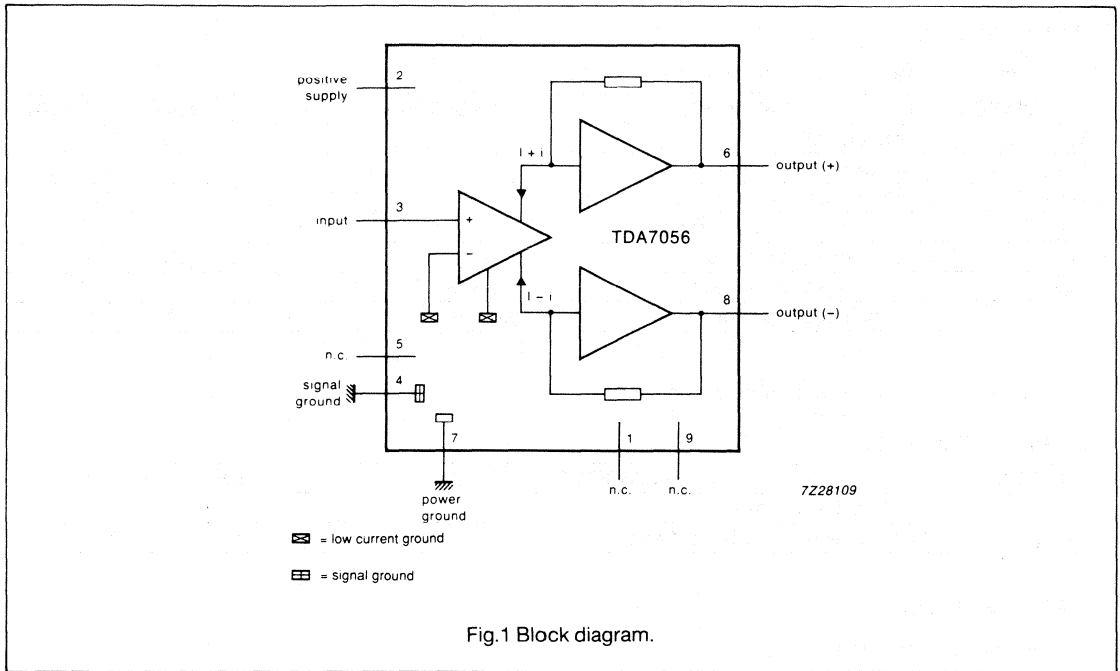 positive
supply
2
I + i
6
output (+)
input
3
+
−
TDA7056
I − i
8
output (−)
n.c.
5
signal
ground
4
7
power
ground
1
n.c.
9
n.c.
7Z28109
= low current ground
= signal ground
Fig.1 Block diagram.